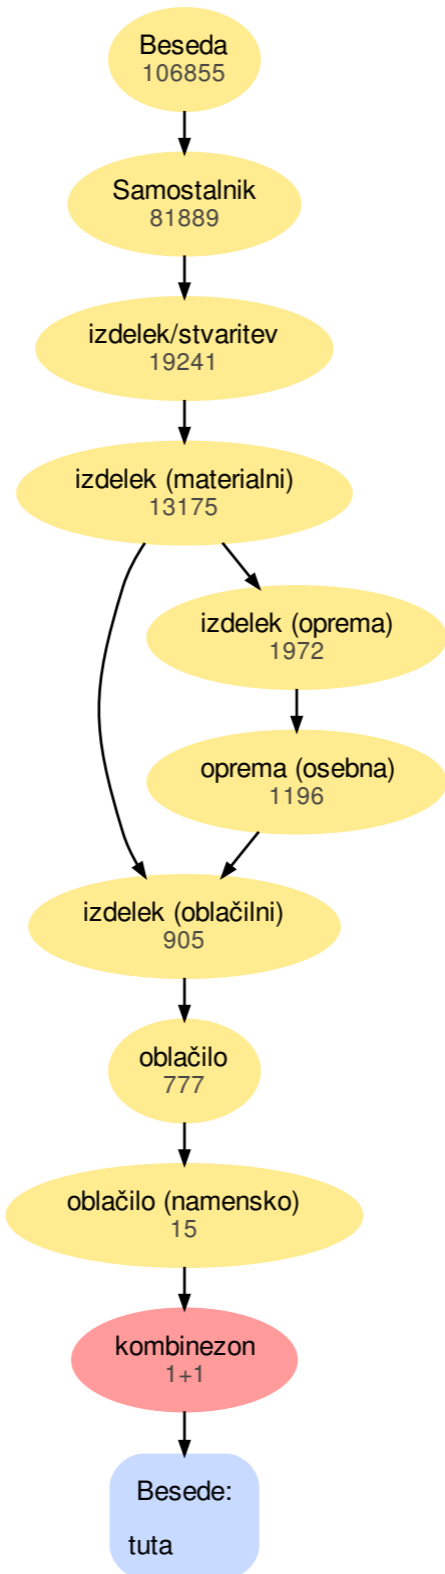 Beseda
106855
Samostalnik
81889
izdelek/stvaritev
19241
izdelek (materialni)
13175
izdelek (oprema)
1972
oprema (osebna)
1196
izdelek (oblačilni)
905
oblačilo
777
oblačilo (namensko)
15
kombinezon
1+1
Besede:
tuta